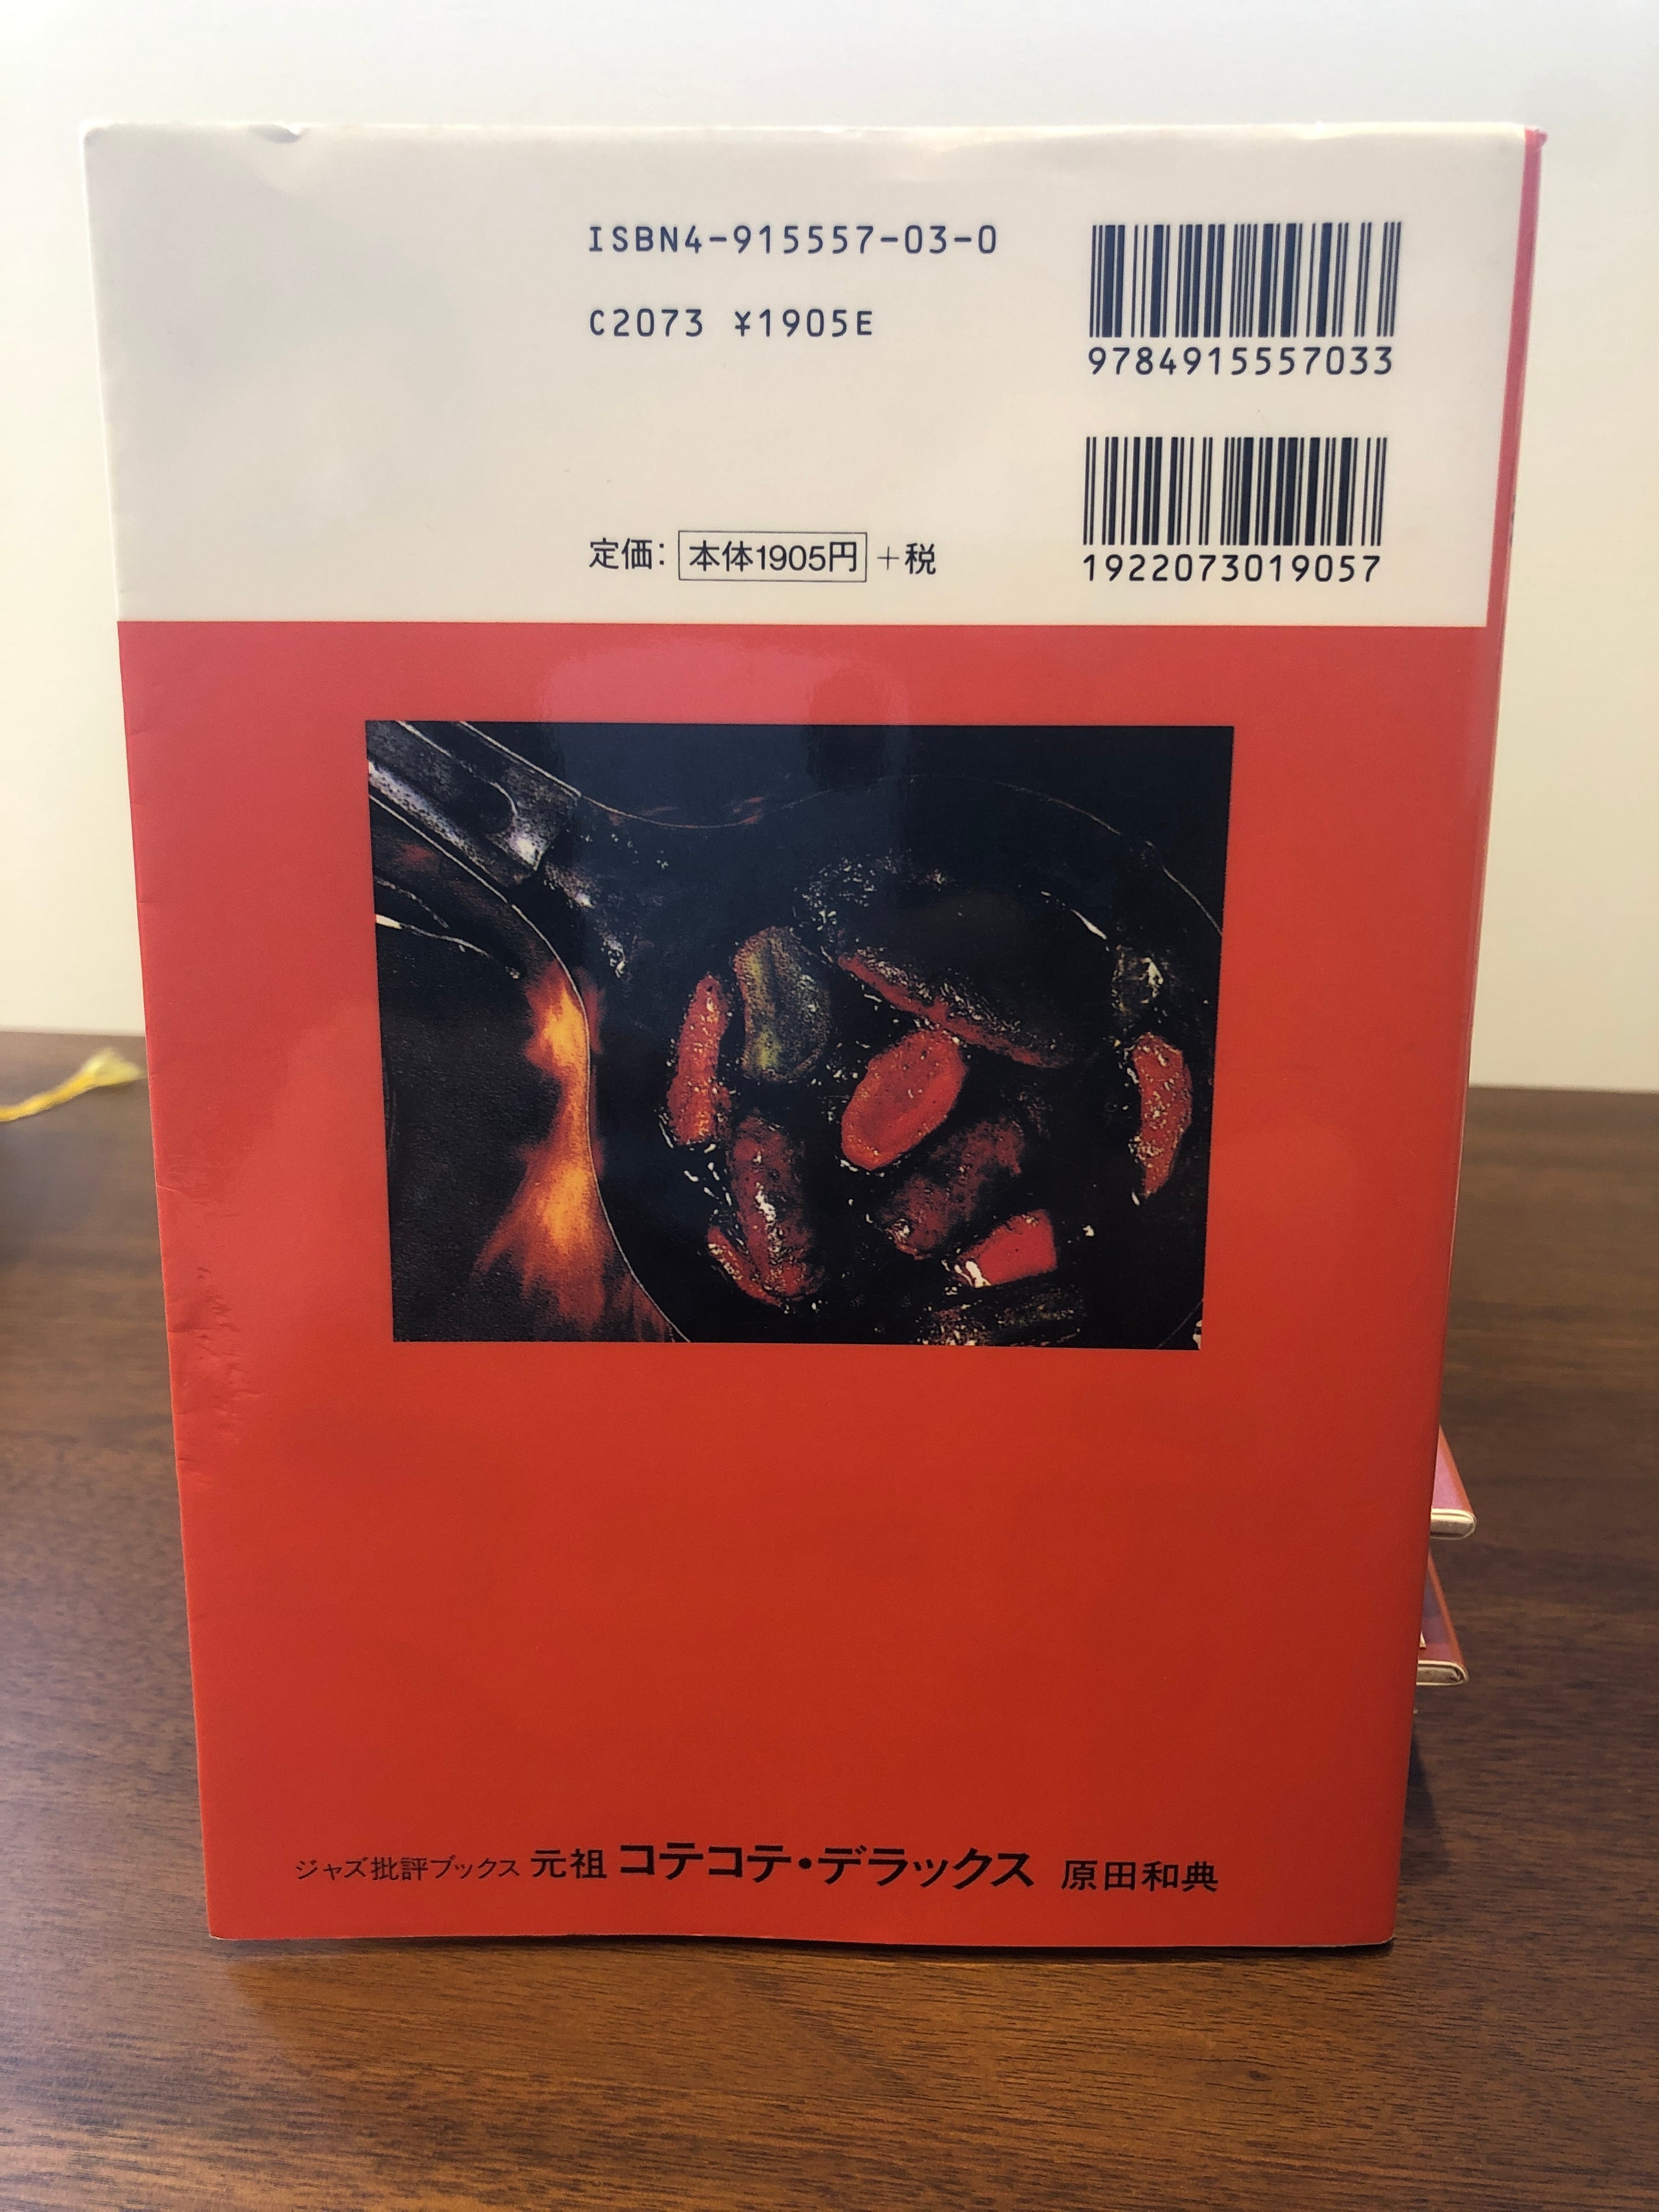 ISBN4-915557-03-0
C2073 ¥1905E
9784915557033
定価: 本体1905円 +税
1922073019057
ジャズ批評ブックス 元祖 コテコテ・デラックス 原田和典